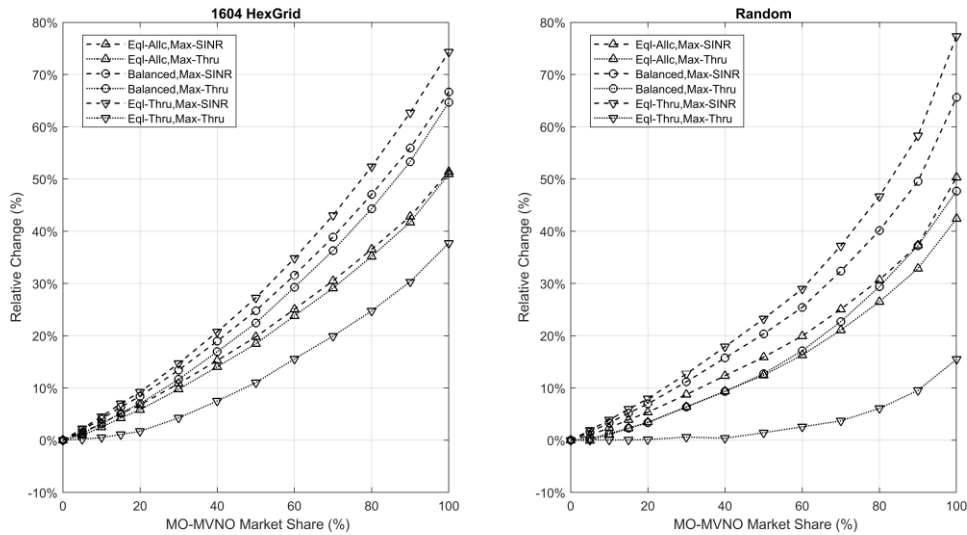 1604 HexGrid
80%
70%
60%
50%
40%
30%
20%
10%
0%
-10%
Relative Change (%)
Eql-Allc,Max-SINR
Eql-Allc,Max-Thru
Balanced,Max-SINR
Balanced,Max-Thru
Eql-Thru,Max-SINR
Eql-Thru,Max-Thru
0 20 40 60 80 100
MO-MVNO Market Share (%)
Random
80%
70%
60%
50%
40%
30%
20%
10%
0%
-10%
Relative Change (%)
Eql-Allc,Max-SINR
Eql-Allc,Max-Thru
Balanced,Max-SINR
Balanced,Max-Thru
Eql-Thru,Max-SINR
Eql-Thru,Max-Thru
0 20 40 60 80 100
MO-MVNO Market Share (%)